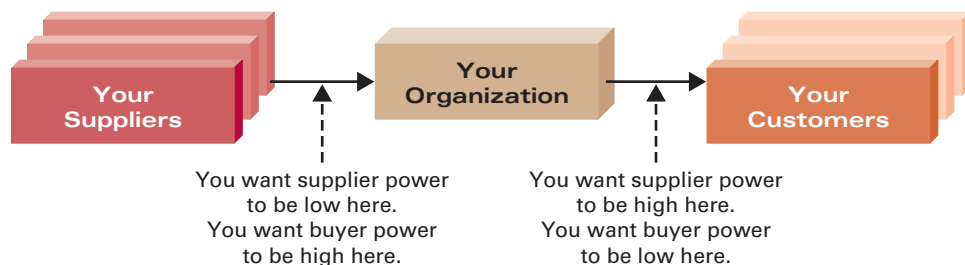 Your
Suppliers
Your
Organization
Your
Customers
You want supplier power
to be low here.
You want buyer power
to be high here.
You want supplier power
to be high here.
You want buyer power
to be low here.